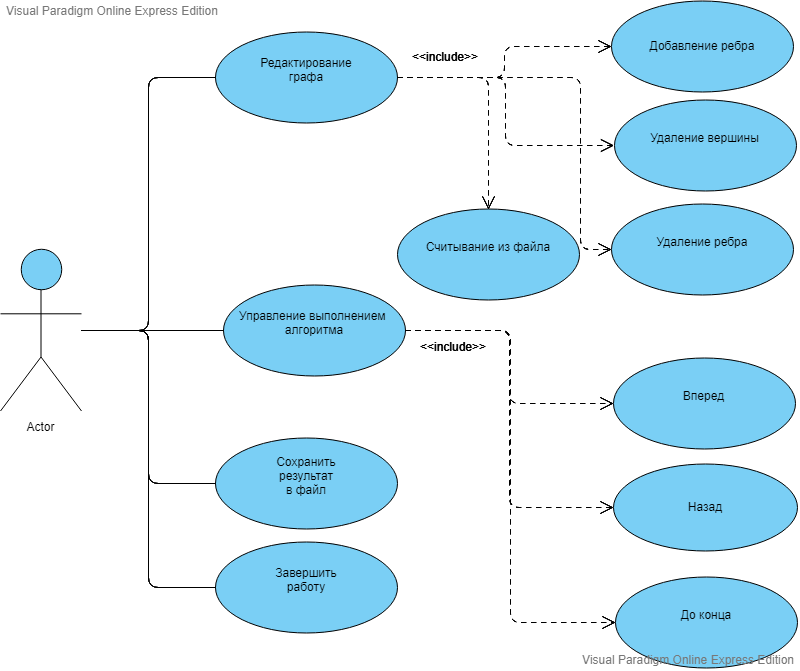 Visual Paradigm Online Express Edition
Редактирование
графа
<<include>>
Добавление ребра
Удаление вершины
Считывание из файла
Удаление ребра
Управление выполнением
алгоритма
<<include>>
Вперед
Actor
Сохранить
результат
в файл
Назад
Завершить
работу
До конца
Visual Paradigm Online Express Edition